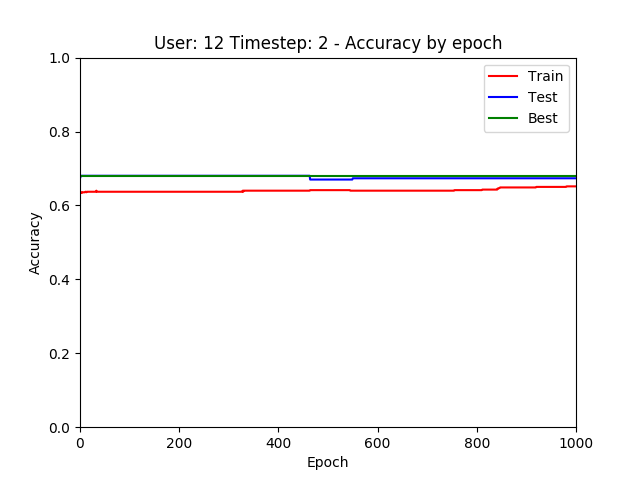 User: 12 Timestep: 2 - Accuracy by epoch
1.0
0.8
0.6
0.4
0.2
0.0
Accuracy
Train
Test
Best
0 200 400 600 800 1000
Epoch